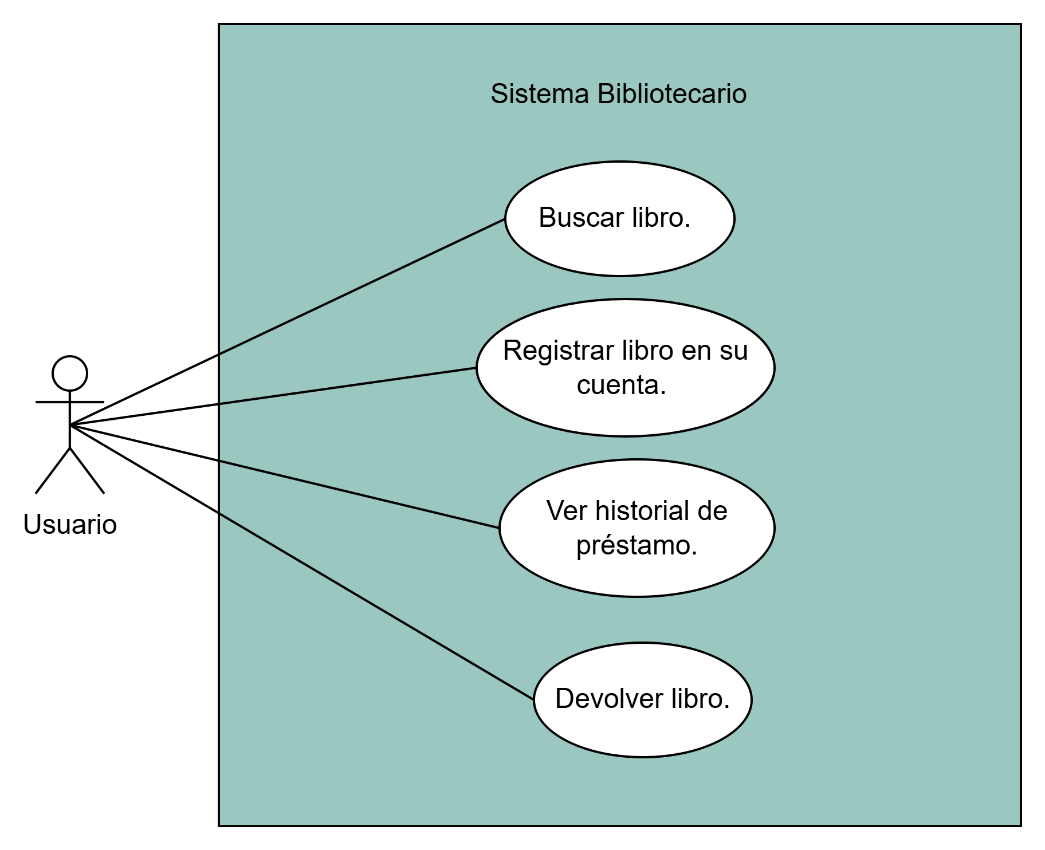 Sistema Bibliotecario
Buscar libro.
Registrar libro en su
cuenta.
Ver historial de
préstamo.
Usuario
Devolver libro.